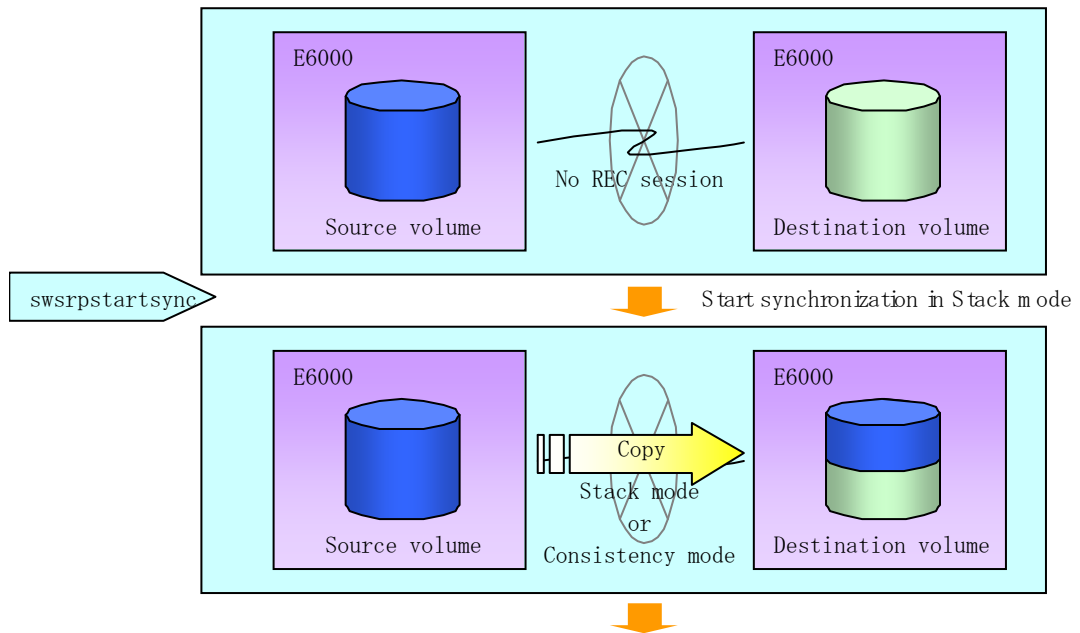 E6000
E6000
No REC session
Source volume
Destination volume
swsrpstartsync
Start synchronization in Stack mode
E6000
E6000
Copy
Stack mode
or
Consistency mode
Source volume
Destination volume